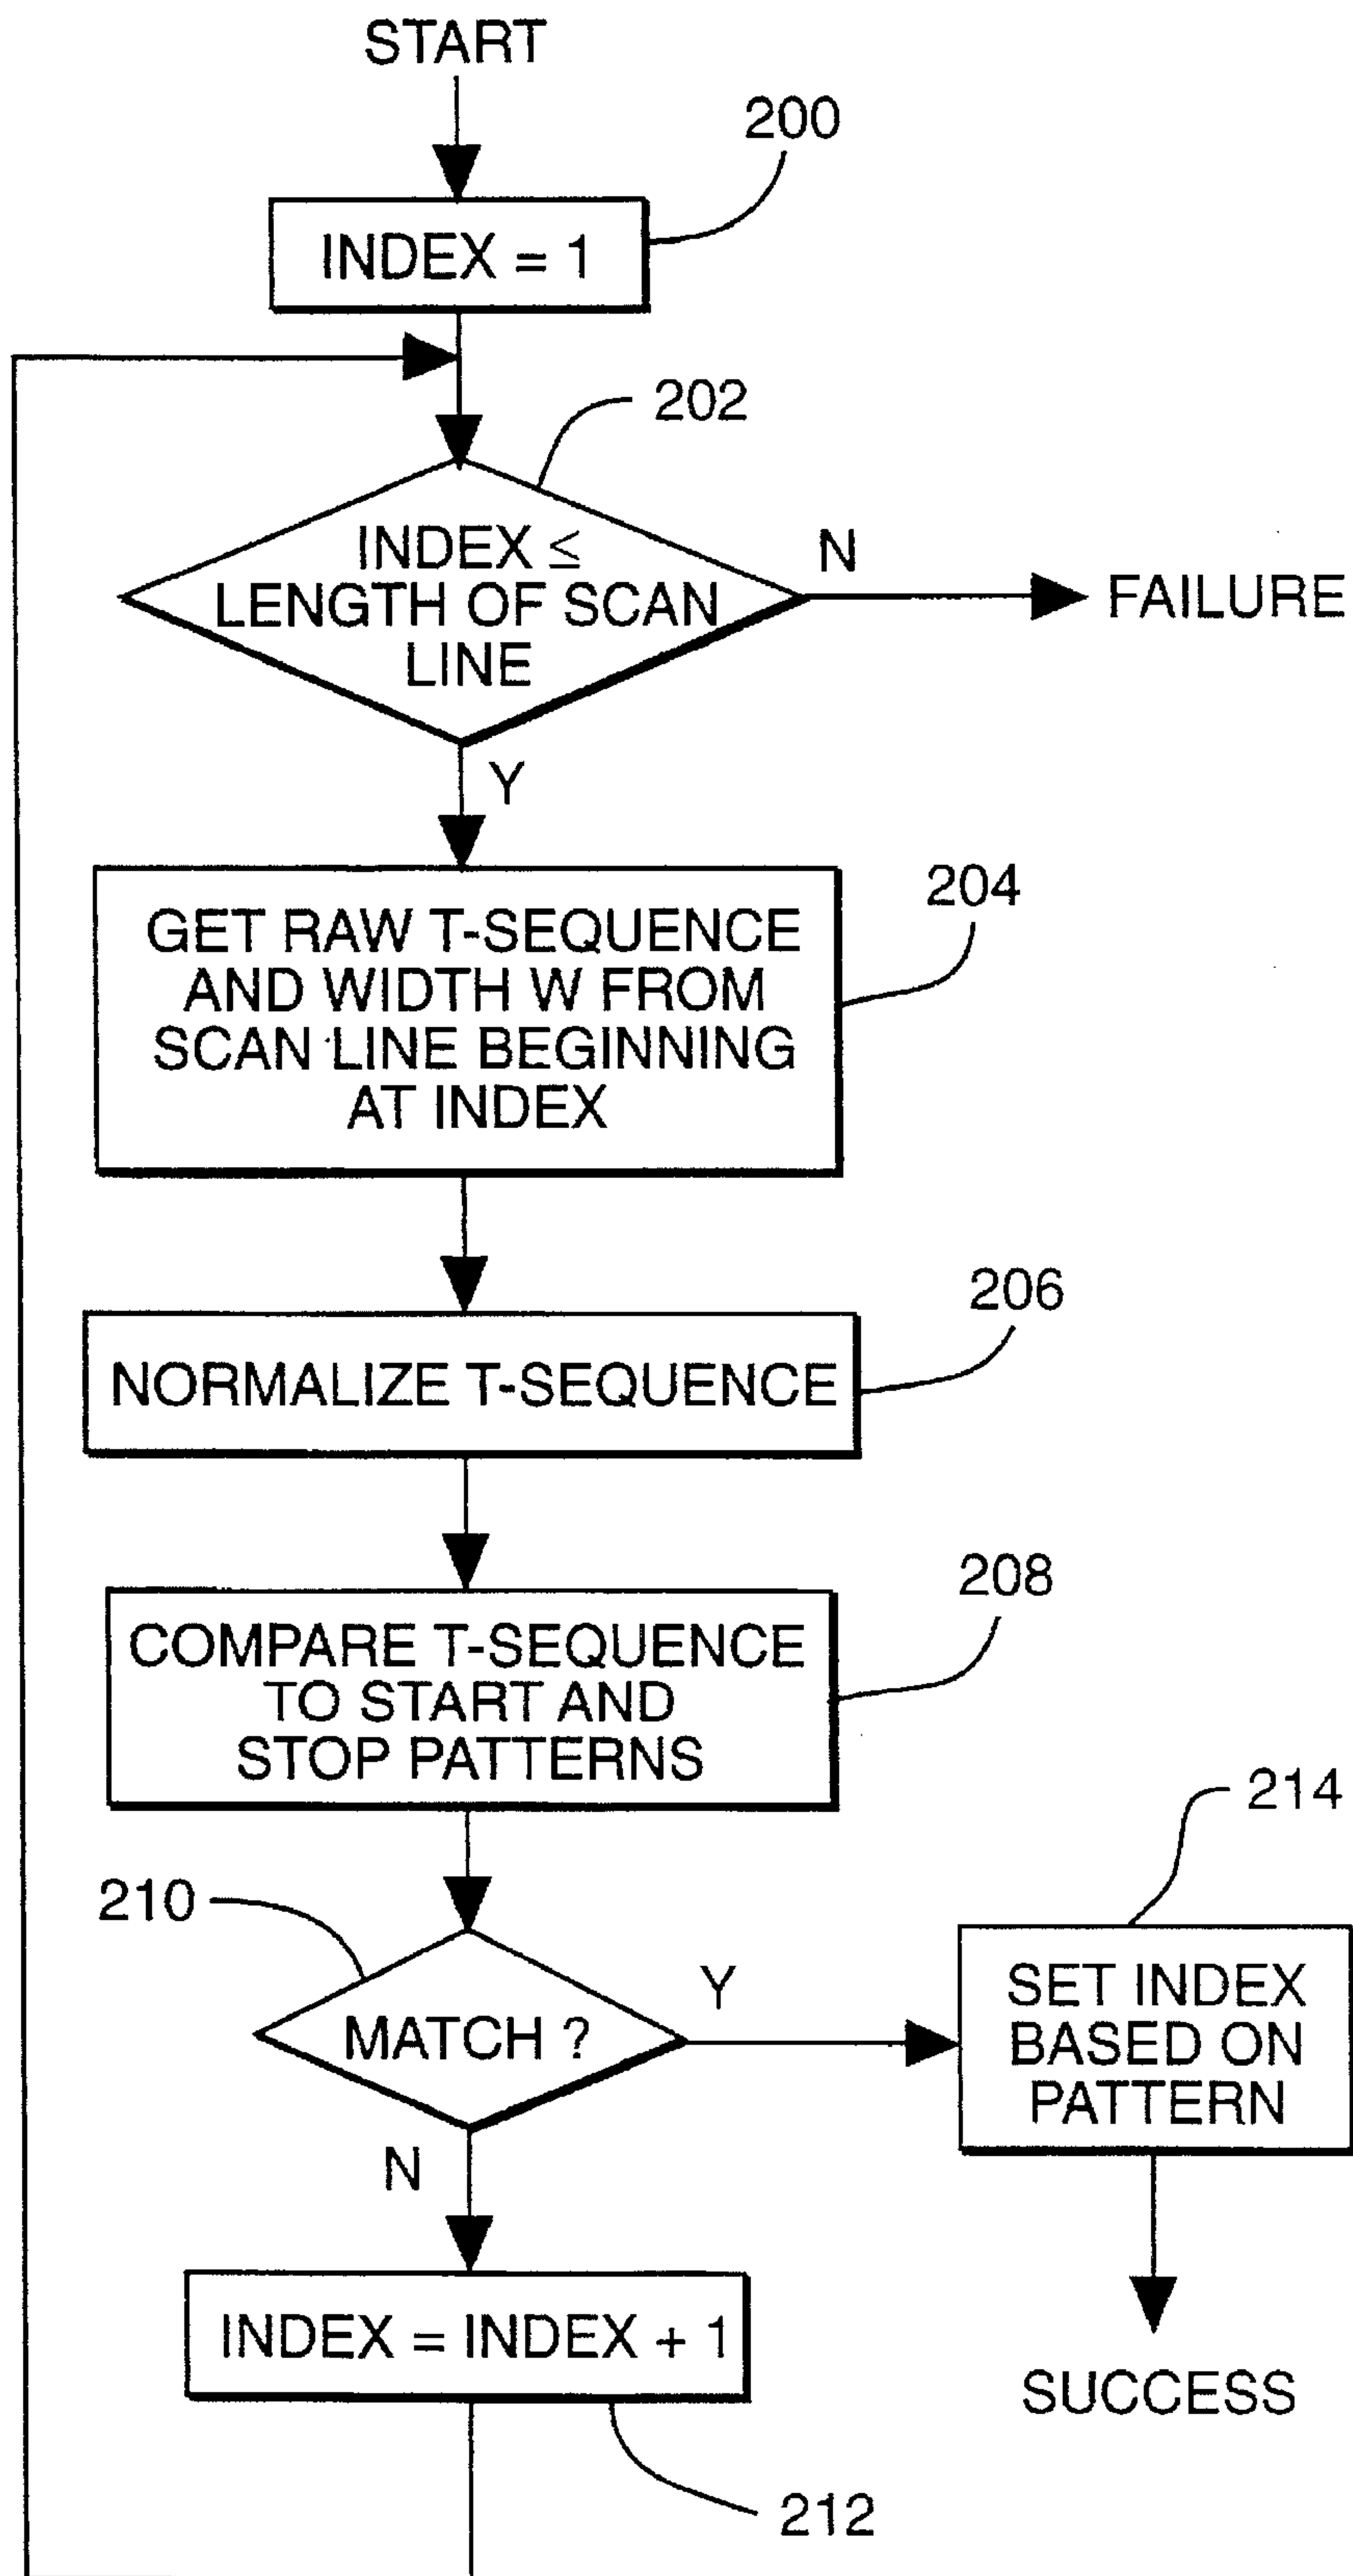 START
200
INDEX = 1
202
INDEX ≤
LENGTH OF SCAN
LINE
N
FAILURE
Y
204
GET RAW T-SEQUENCE
AND WIDTH W FROM
SCAN LINE BEGINNING
AT INDEX
206
NORMALIZE T-SEQUENCE
208
COMPARE T-SEQUENCE
TO START AND
STOP PATTERNS
214
210
MATCH ?
Y
SET INDEX
BASED ON
PATTERN
N
INDEX = INDEX + 1
SUCCESS
212